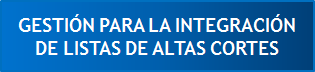 GESTIÓN PARA LA INTEGRACIÓN
DE LISTAS DE ALTAS CORTES